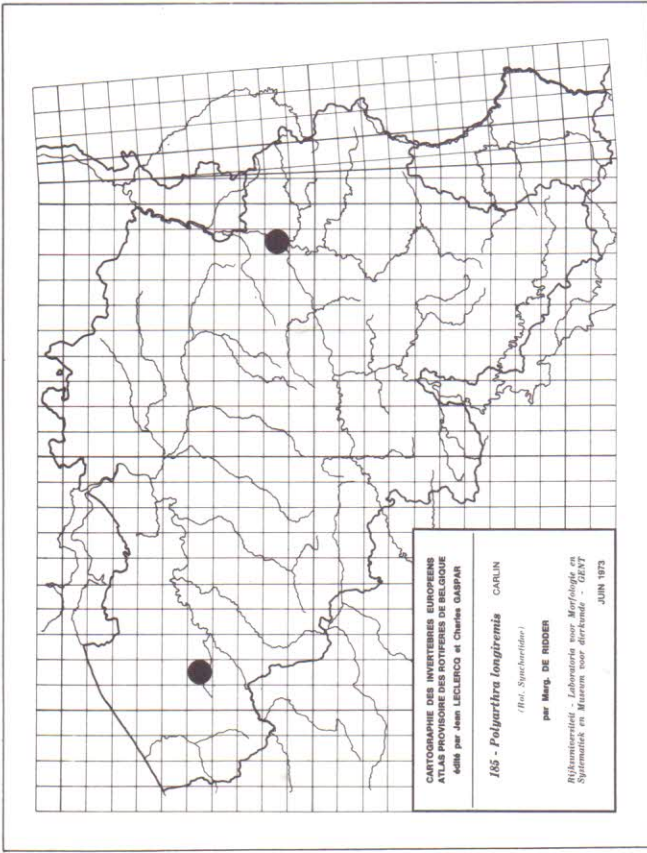 CARTOGRAPHIE DES INVERTEBRES EUROPEENS
ATLAS PROVISOIRE DES ROTIFERES DE BELGIQUE
édité par Jean LECLERCQ et Charles GASPAR
185 - Polyarthra longiremis CARLIN
(Rot. Synchaetidae)
par Marg. DE RIDDER
Rijksuniversiteit - Laboratoria voor Morfologie en
Systematiek en Museum voor dierkunde - GENT
JUIN 1973